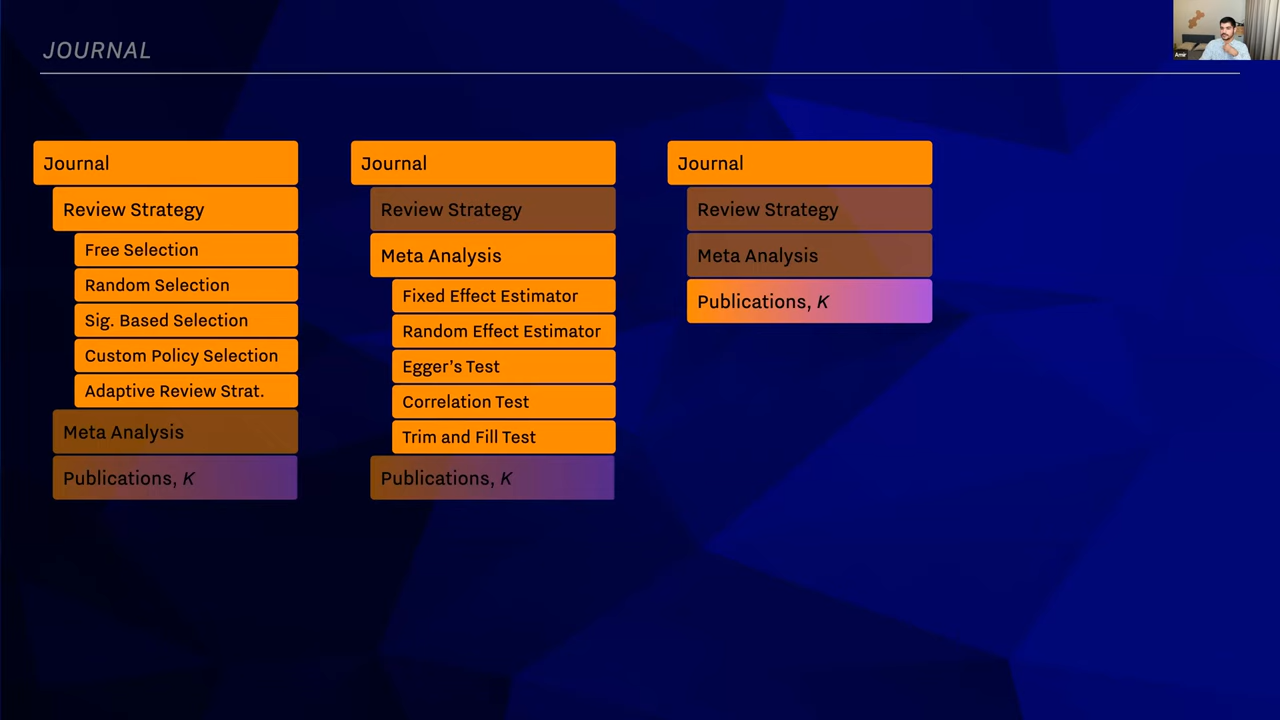 JOURNAL
Amir
Journal
Review Strategy
Free Selection
Random Selection
Sig. Based Selection
Custom Policy Selection
Adaptive Review Strat.
Meta Analysis
Publications, K
Journal
Review Strategy
Meta Analysis
Fixed Effect Estimator
Random Effect Estimator
Egger's Test
Correlation Test
Trim and Fill Test
Publications, K
Journal
Review Strategy
Meta Analysis
Publications, K